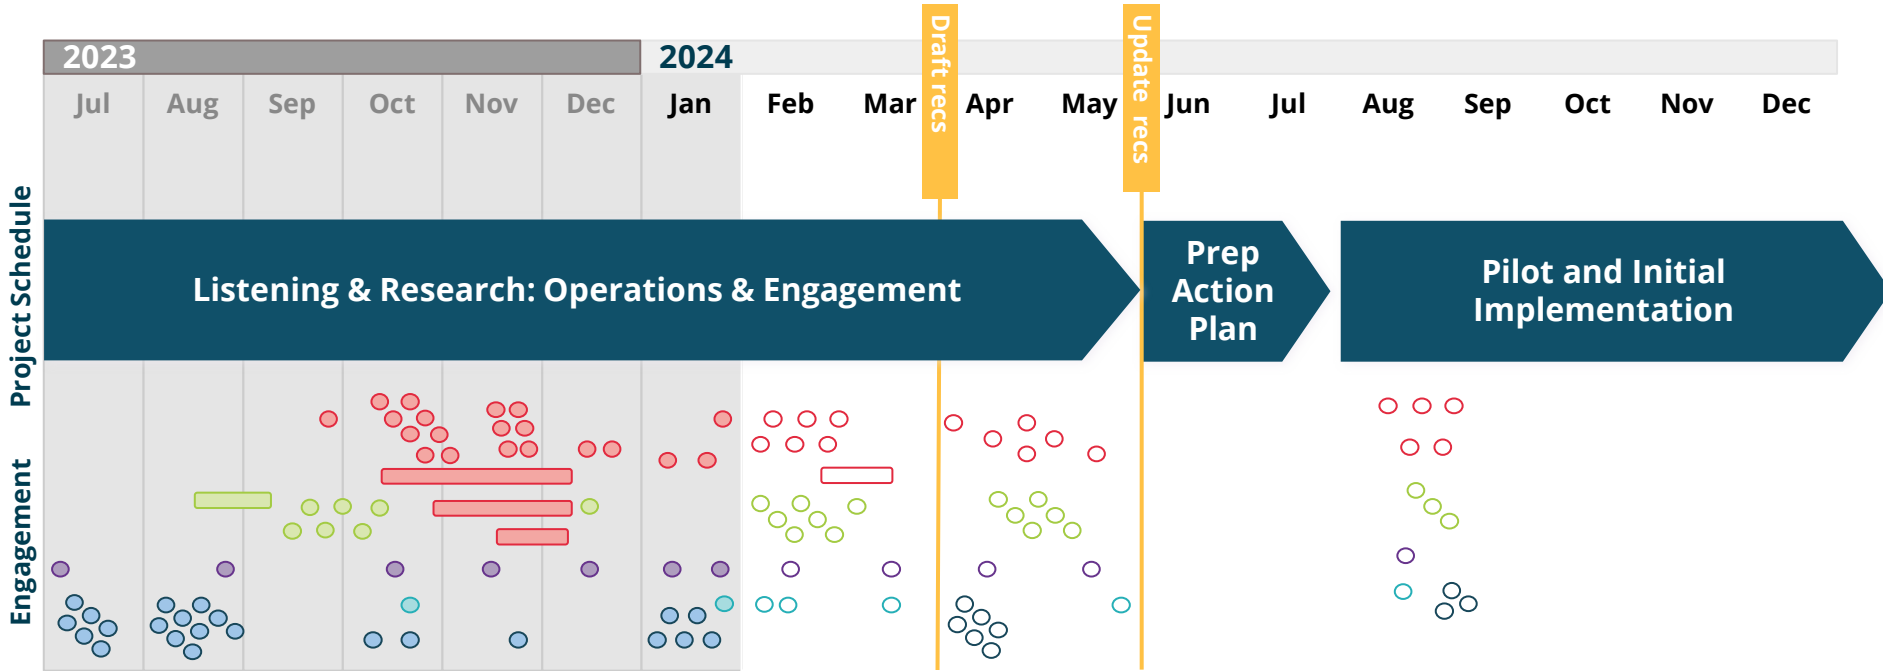 2023
2024
Jul Aug Sep Oct Nov Dec Jan Feb Mar Apr May Jun Jul Aug Sep Oct Nov Dec
Draft recs
Update recs
Project Schedule
Listening & Research: Operations & Engagement
Prep
Action
Plan
Pilot and Initial
Implementation
Engagement